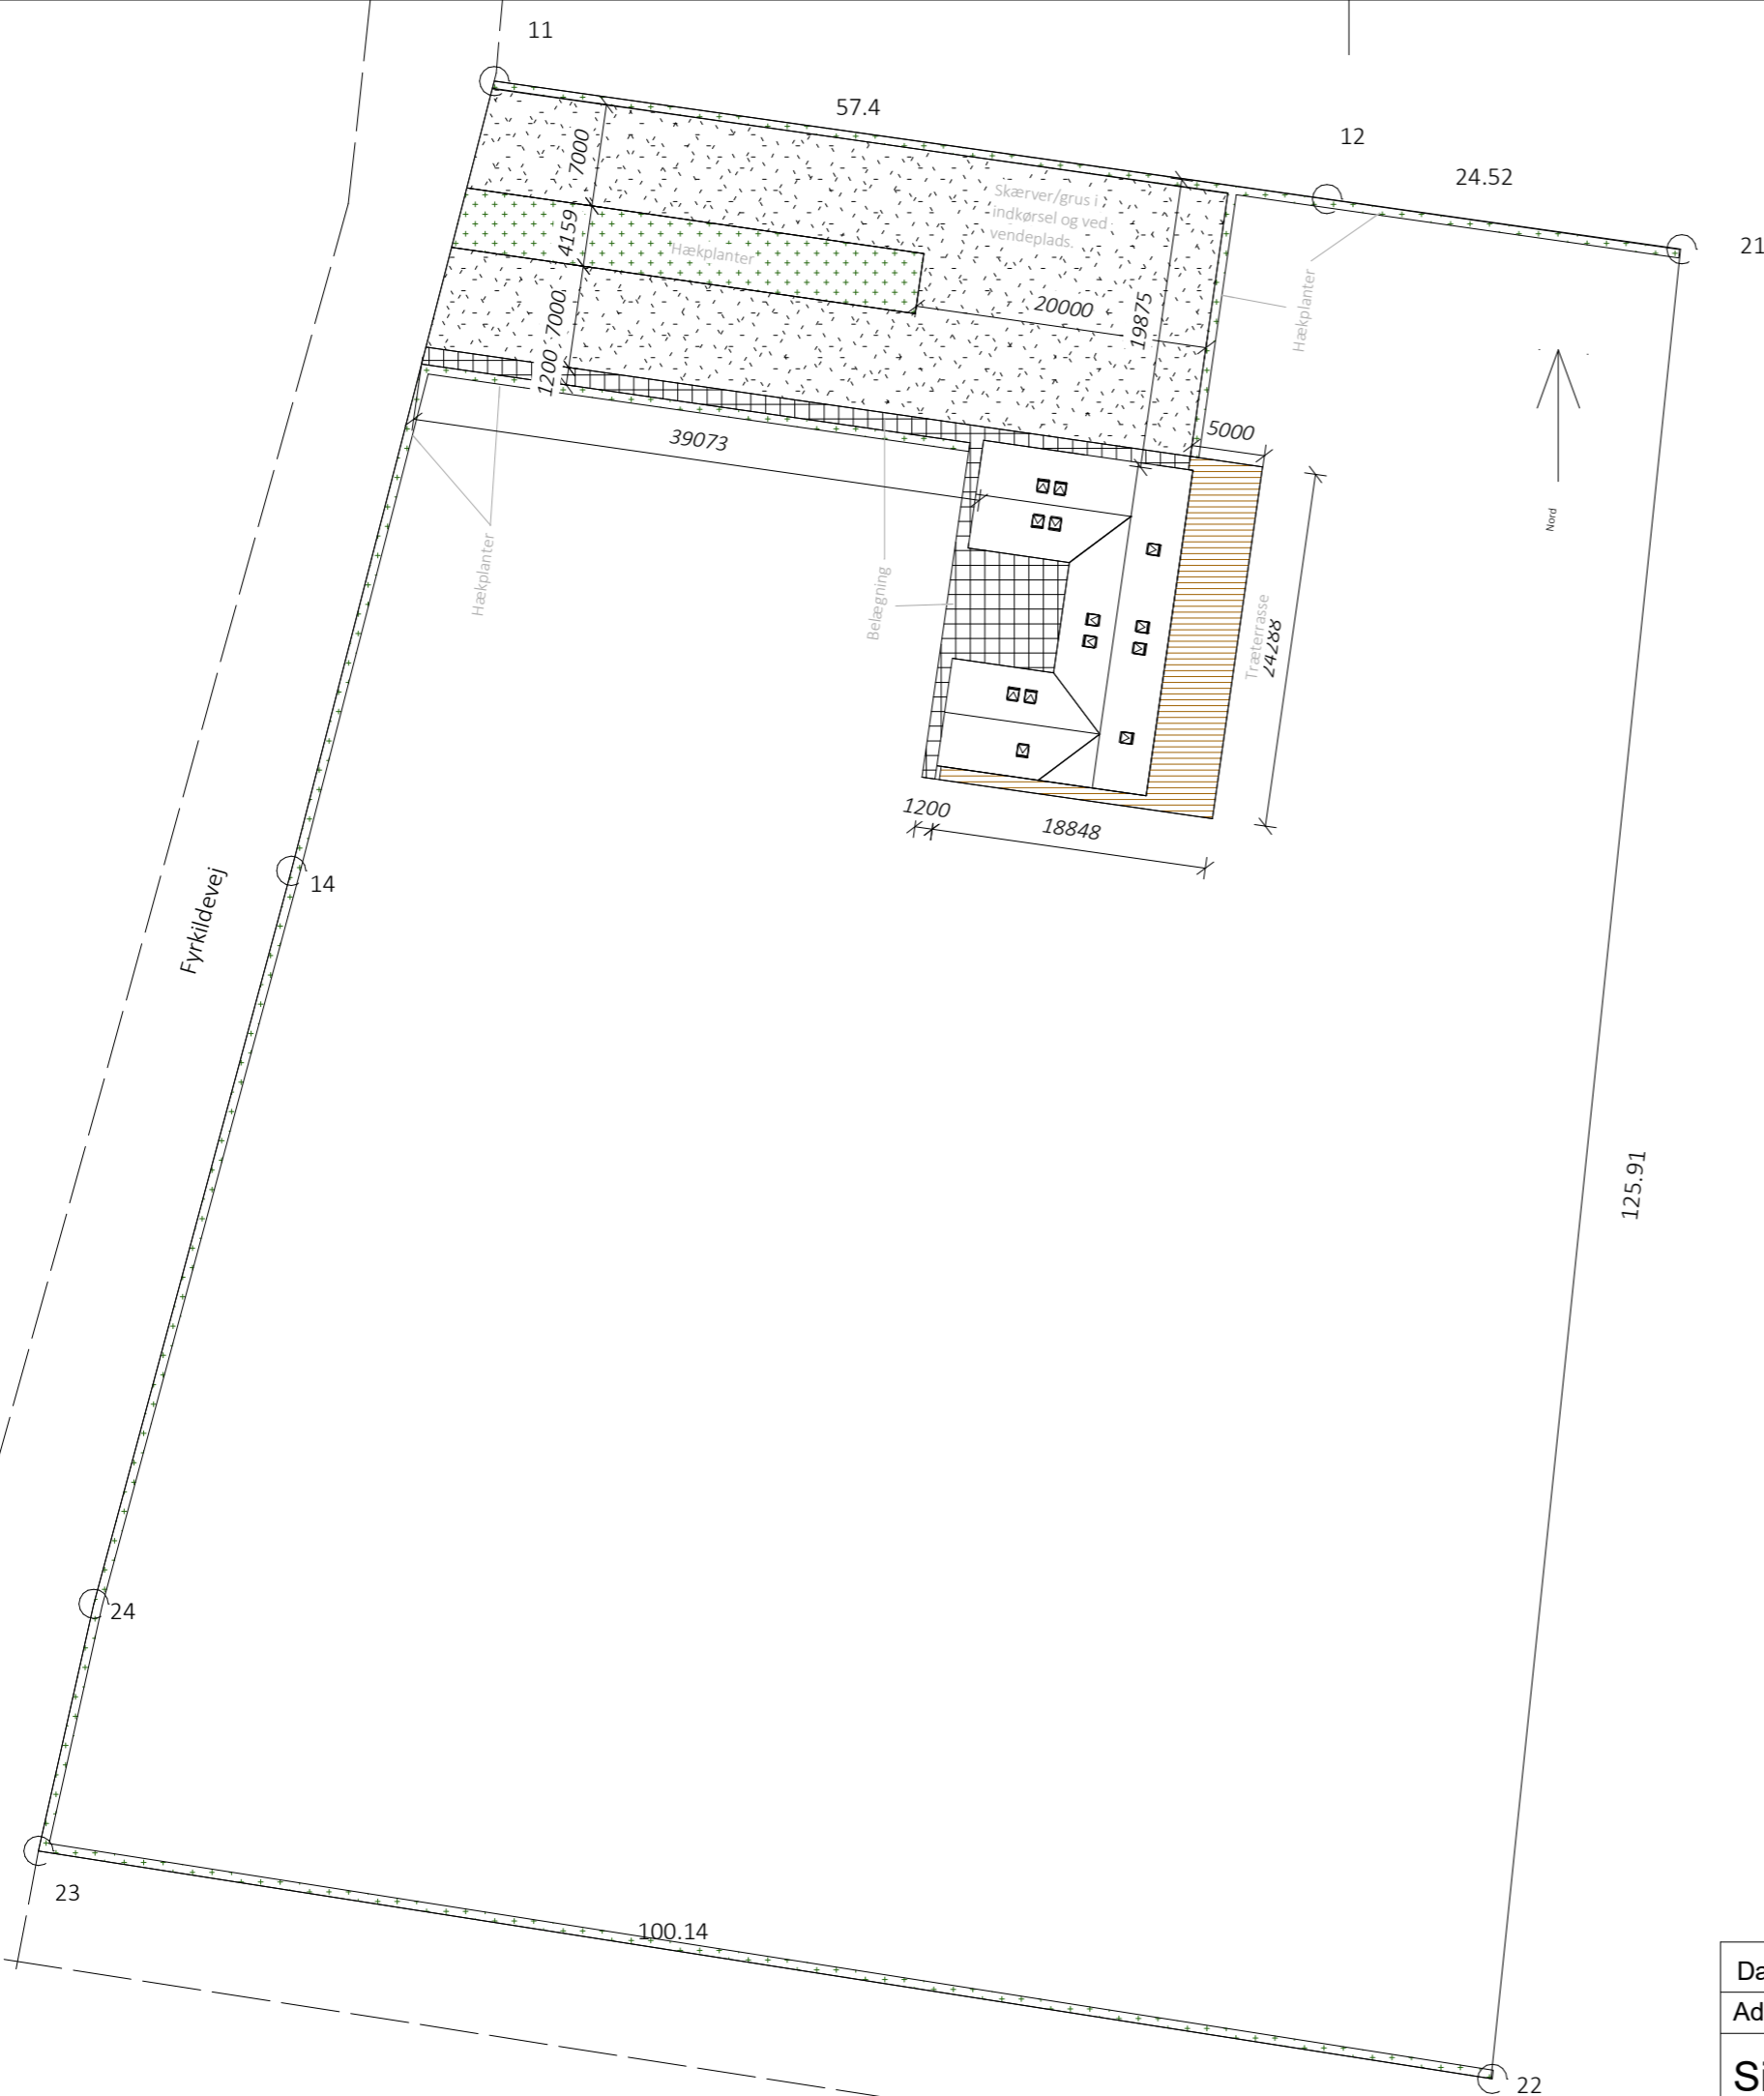 11
57.4
12
24.52
21
7000
Skærver/grus i
indkørsel og ved
vendeplads.
4159
Hækplanter
20000
19875
Hækplanter
7000
1200
39073
5000
Nord
Hækplanter
Belægning
Træterrasse
24288
1200
18848
14
Fyrkildevej
125.91
24
23
100.14
22
Da
Ad
Si